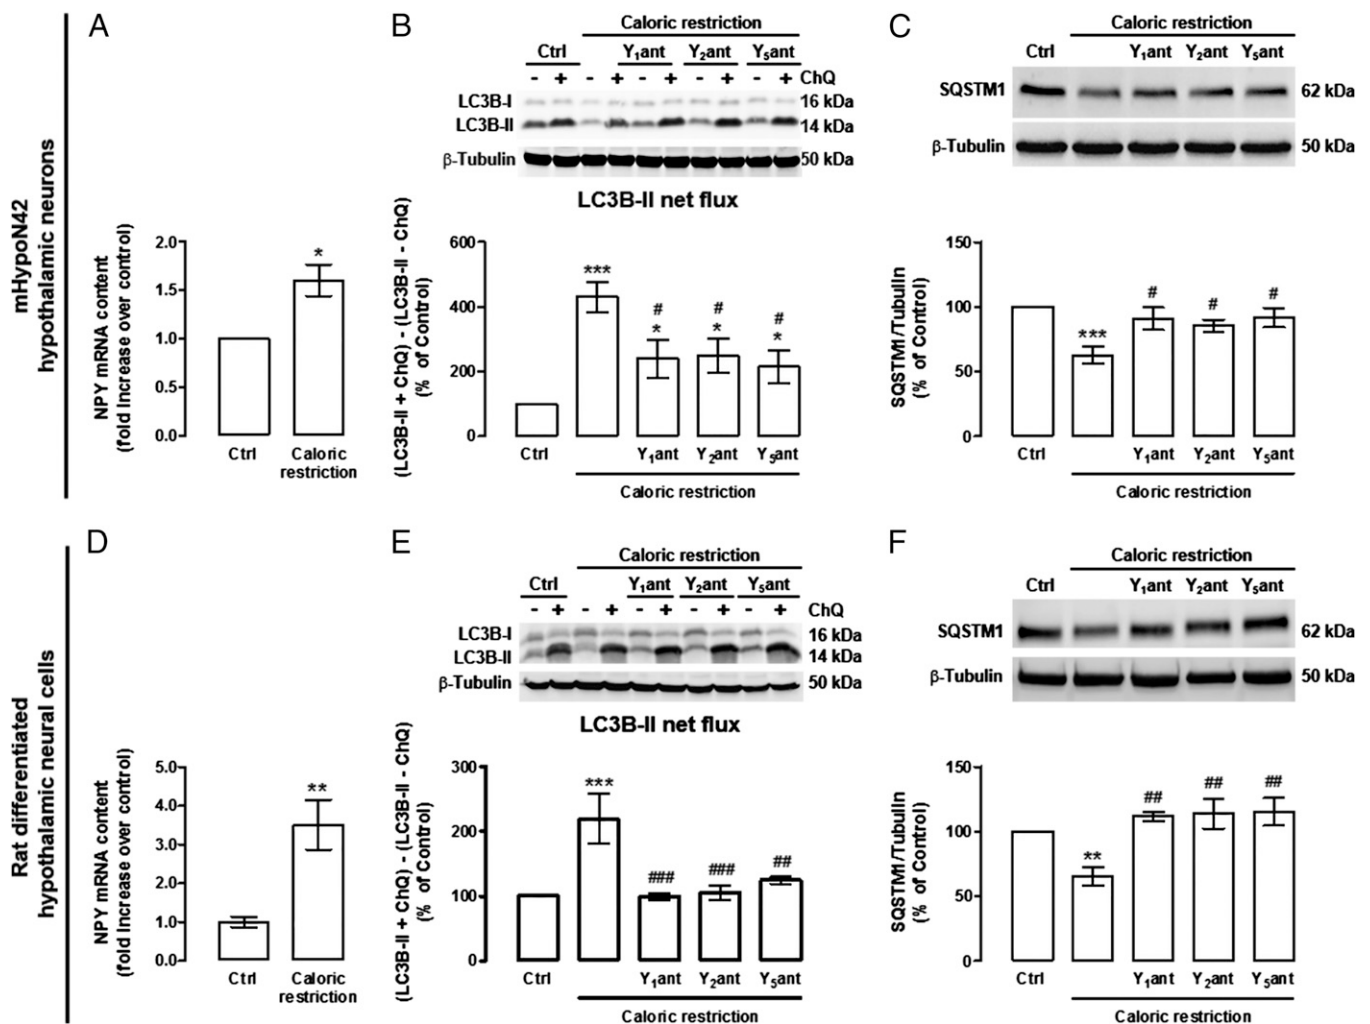 mHypoN42
hypothalamic neurons
A
NPY mRNA content
(fold Increase over control)
2.0
1.5
1.0
0.5
0.0
*
Ctrl
Caloric
restriction
B
Caloric restriction
Ctrl Y₁ant Y₂ant Y₅ant
- + - + - + - + - + ChQ
LC3B-I 16 kDa
LC3B-II 14 kDa
β-Tubulin 50 kDa
LC3B-II net flux
(LC3B-II + ChQ) - (LC3B-II - ChQ)
(% of Control)
600
400
200
0
***
# # #
* * *
Ctrl Y₁ant Y₂ant Y₅ant
Caloric restriction
C
Caloric restriction
Ctrl Y₁ant Y₂ant Y₅ant
SQSTM1 62 kDa
β-Tubulin 50 kDa
SQSTM1/Tubulin
(% of Control)
150
100
50
0
***
# # #
Ctrl Y₁ant Y₂ant Y₅ant
Caloric restriction
Rat differentiated
hypothalamic neural cells
D
NPY mRNA content
(fold Increase over control)
5.0
4.0
3.0
2.0
1.0
0.0
**
Ctrl
Caloric
restriction
E
Caloric restriction
Ctrl Y₁ant Y₂ant Y₅ant
- + - + - + - + - + ChQ
LC3B-I 16 kDa
LC3B-II 14 kDa
β-Tubulin 50 kDa
LC3B-II net flux
(LC3B-II + ChQ) - (LC3B-II - ChQ)
(% of Control)
300
200
100
0
***
### ### ##
Ctrl Y₁ant Y₂ant Y₅ant
Caloric restriction
F
Caloric restriction
Ctrl Y₁ant Y₂ant Y₅ant
SQSTM1 62 kDa
β-Tubulin 50 kDa
SQSTM1/Tubulin
(% of Control)
150
100
50
0
**
## ## ##
Ctrl Y₁ant Y₂ant Y₅ant
Caloric restriction